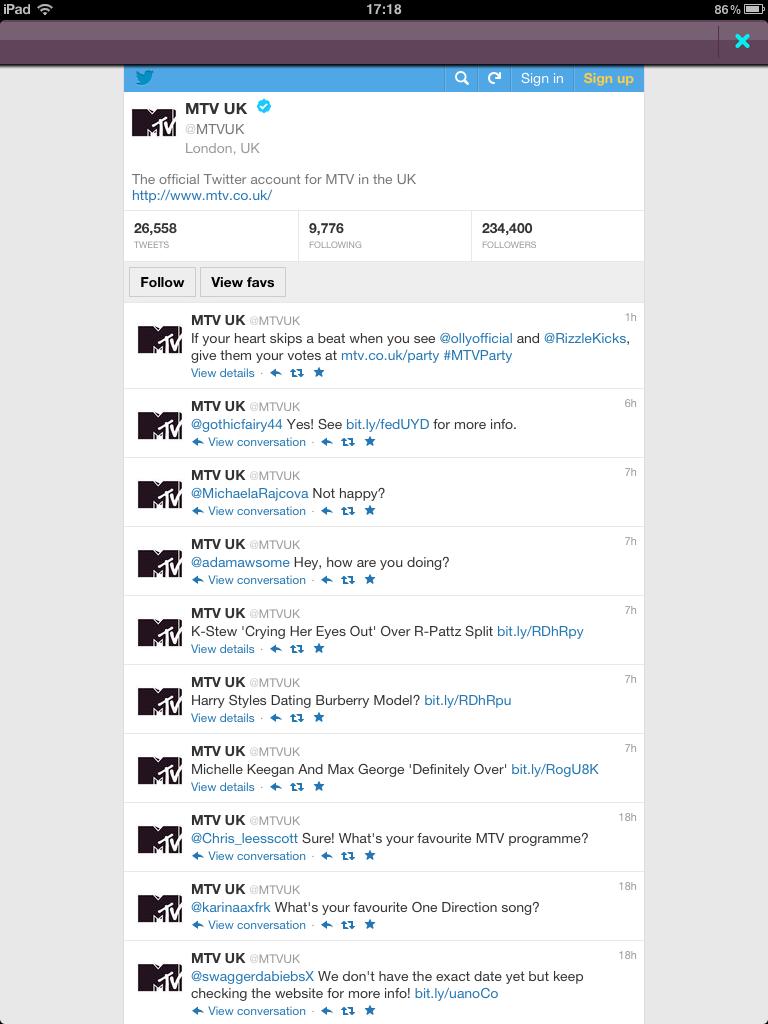 iPad 17:18 86%
Sign in Sign up
MTV UK
@MTVUK
London, UK
The official Twitter account for MTV in the UK
http://www.mtv.co.uk/
26,558 9,776 234,400
TWEETS FOLLOWING FOLLOWERS
Follow View favs
MTV UK @MTVUK 1h
If your heart skips a beat when you see @ollyofficial and @RizzleKicks,
give them your votes at mtv.co.uk/party #MTVParty
View details ·
MTV UK @MTVUK 6h
@gothicfairy44 Yes! See bit.ly/fedUYD for more info.
View conversation ·
MTV UK @MTVUK 7h
@MichaelaRajcova Not happy?
View conversation ·
MTV UK @MTVUK 7h
@adamawsome Hey, how are you doing?
View conversation ·
MTV UK @MTVUK 7h
K-Stew 'Crying Her Eyes Out' Over R-Pattz Split bit.ly/RDhRpy
View details ·
MTV UK @MTVUK 7h
Harry Styles Dating Burberry Model? bit.ly/RDhRpu
View details ·
MTV UK @MTVUK 7h
Michelle Keegan And Max George 'Definitely Over' bit.ly/RogU8K
View details ·
MTV UK @MTVUK 18h
@Chris_leesscott Sure! What's your favourite MTV programme?
View conversation ·
MTV UK @MTVUK 18h
@karinaaxfrk What's your favourite One Direction song?
View conversation ·
MTV UK @MTVUK 18h
@swaggerdabiebsX We don't have the exact date yet but keep
checking the website for more info! bit.ly/uanoCo
View conversation ·